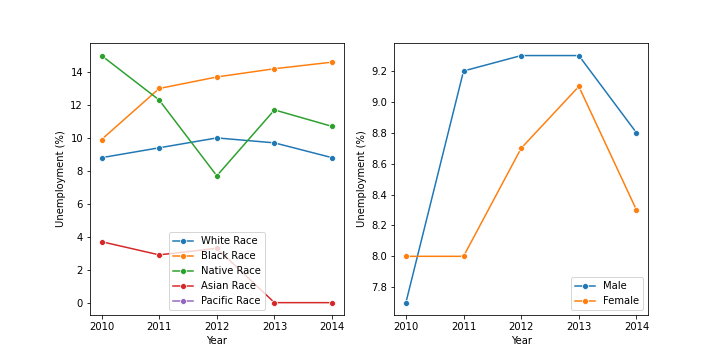 Unemployment (%)
14
12
10
8
6
4
2
0
2010 2011 2012 2013 2014
Year
White Race
Black Race
Native Race
Asian Race
Pacific Race
Unemployment (%)
9.2
9.0
8.8
8.6
8.4
8.2
8.0
7.8
2010 2011 2012 2013 2014
Year
Male
Female